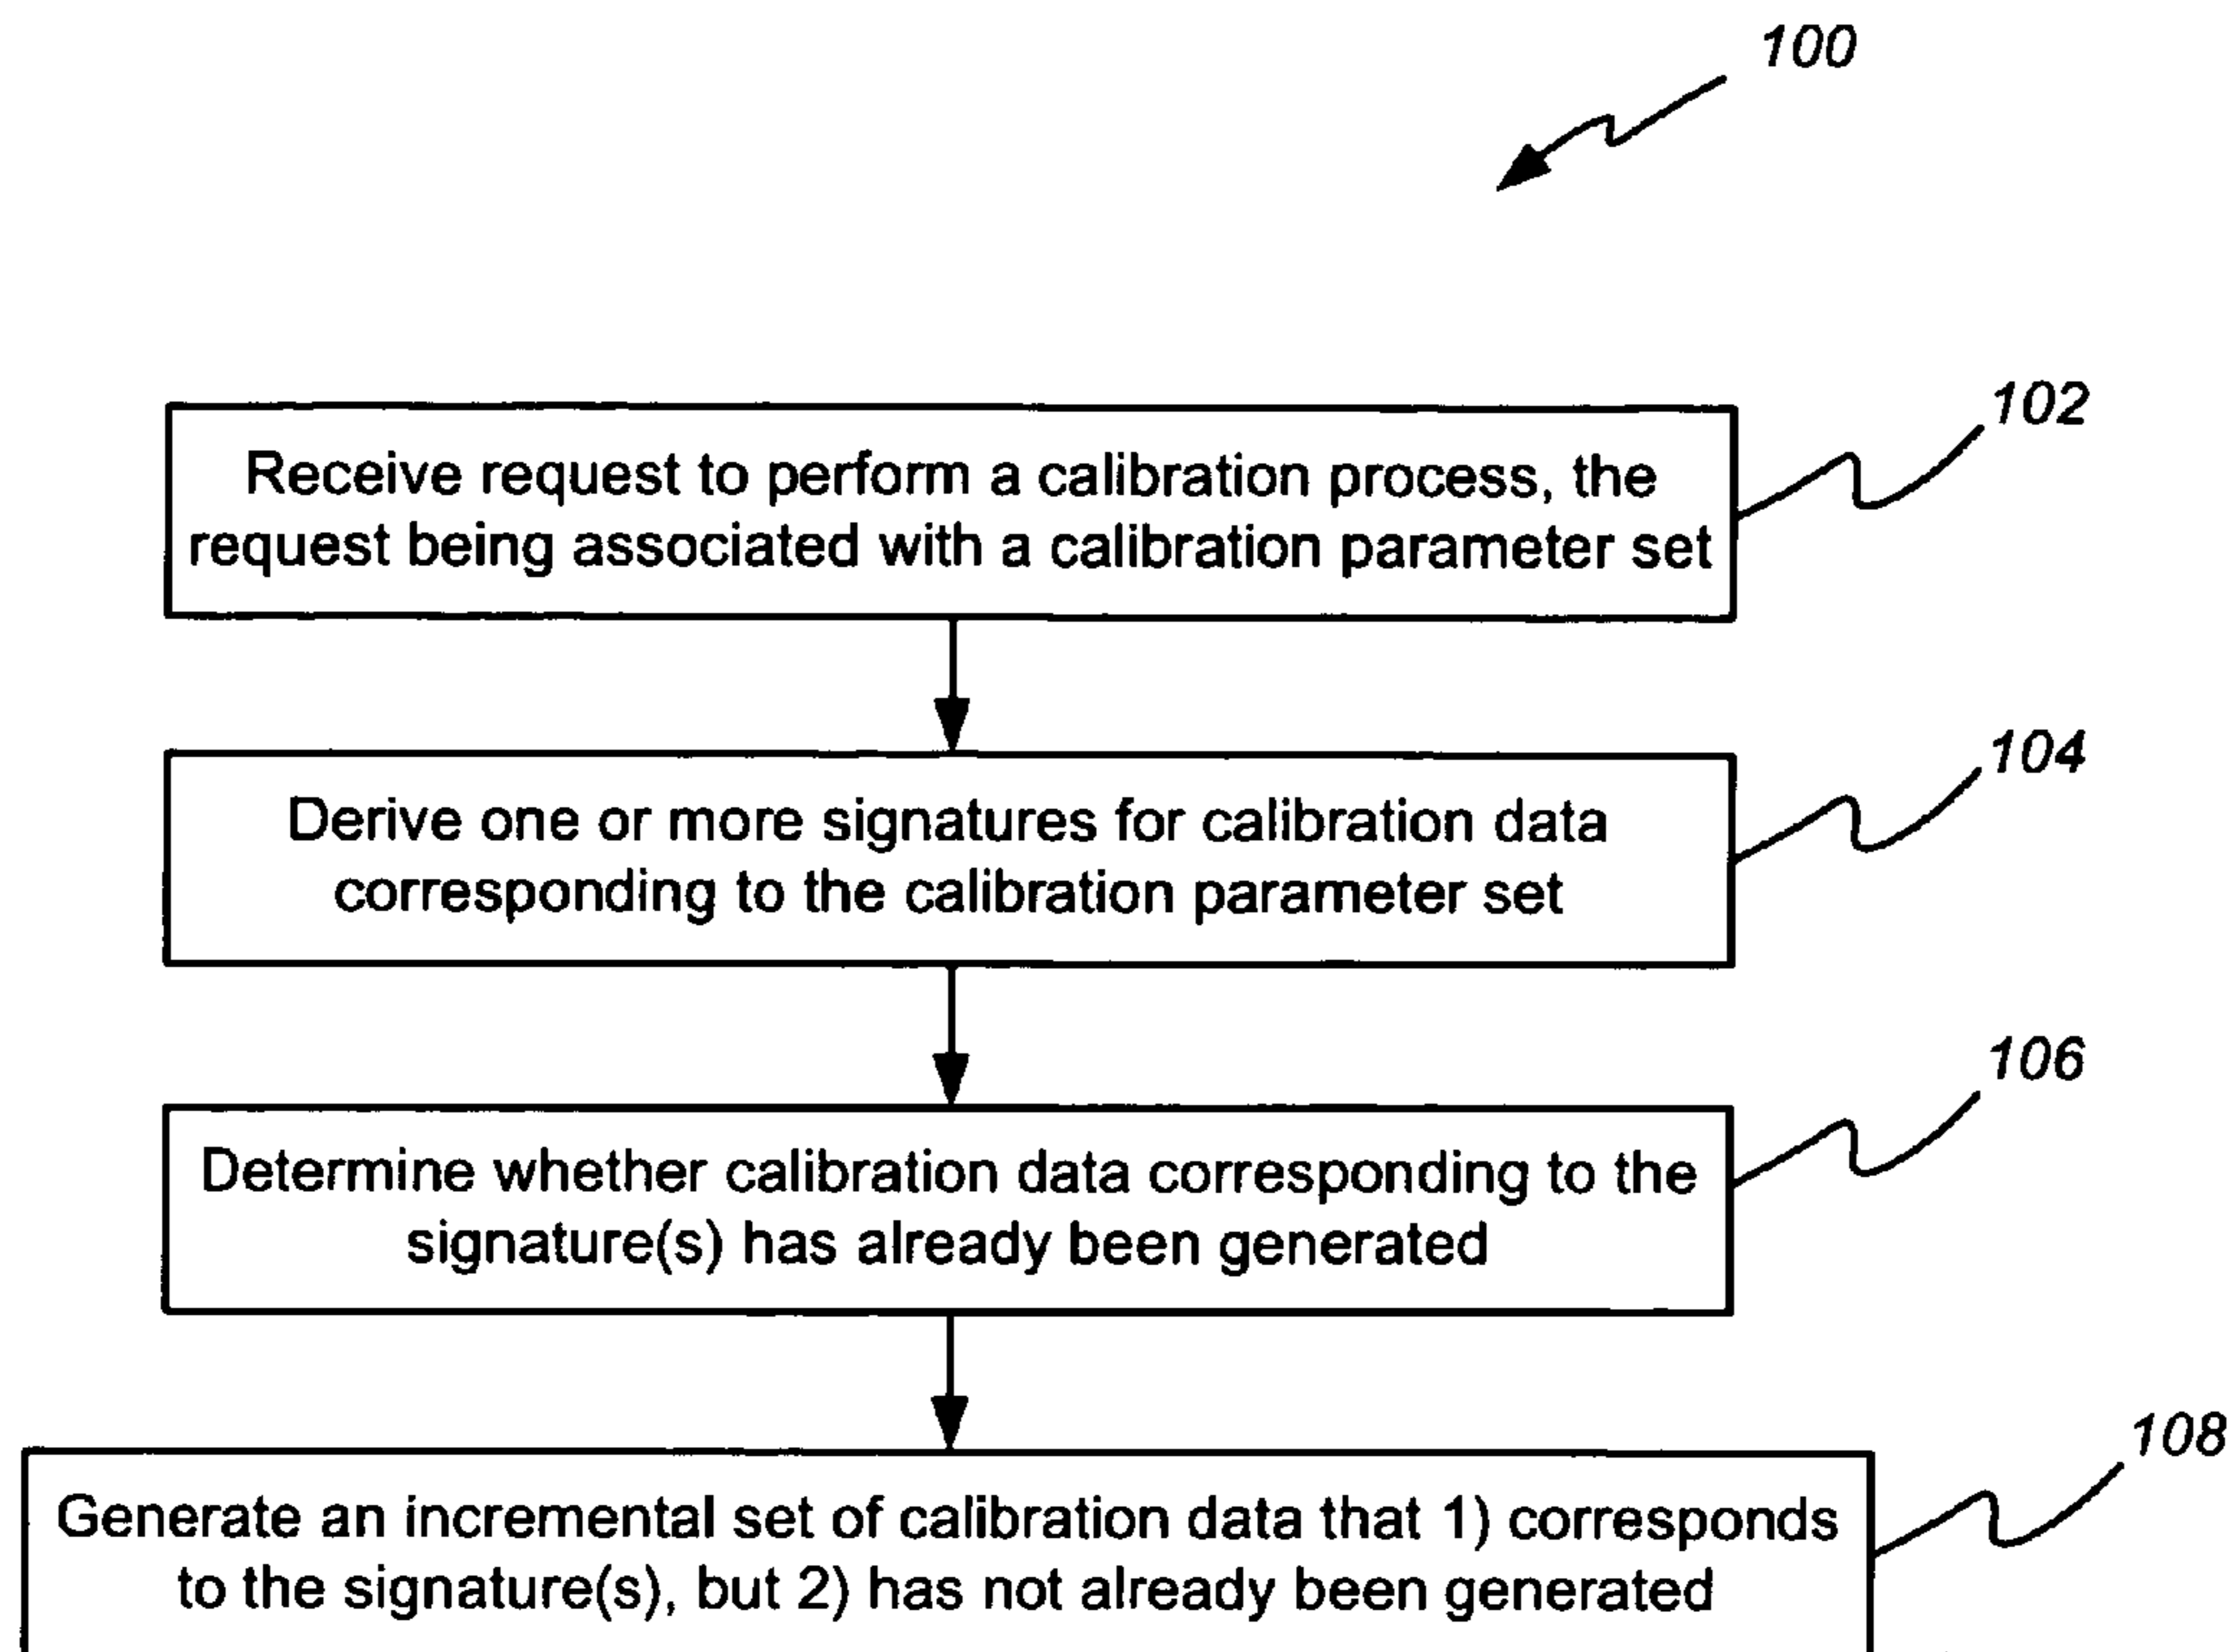 100
Receive request to perform a calibration process, the
request being associated with a calibration parameter set
102
Derive one or more signatures for calibration data
corresponding to the calibration parameter set
104
Determine whether calibration data corresponding to the
signature(s) has already been generated
106
Generate an incremental set of calibration data that 1) corresponds
to the signature(s), but 2) has not already been generated
108